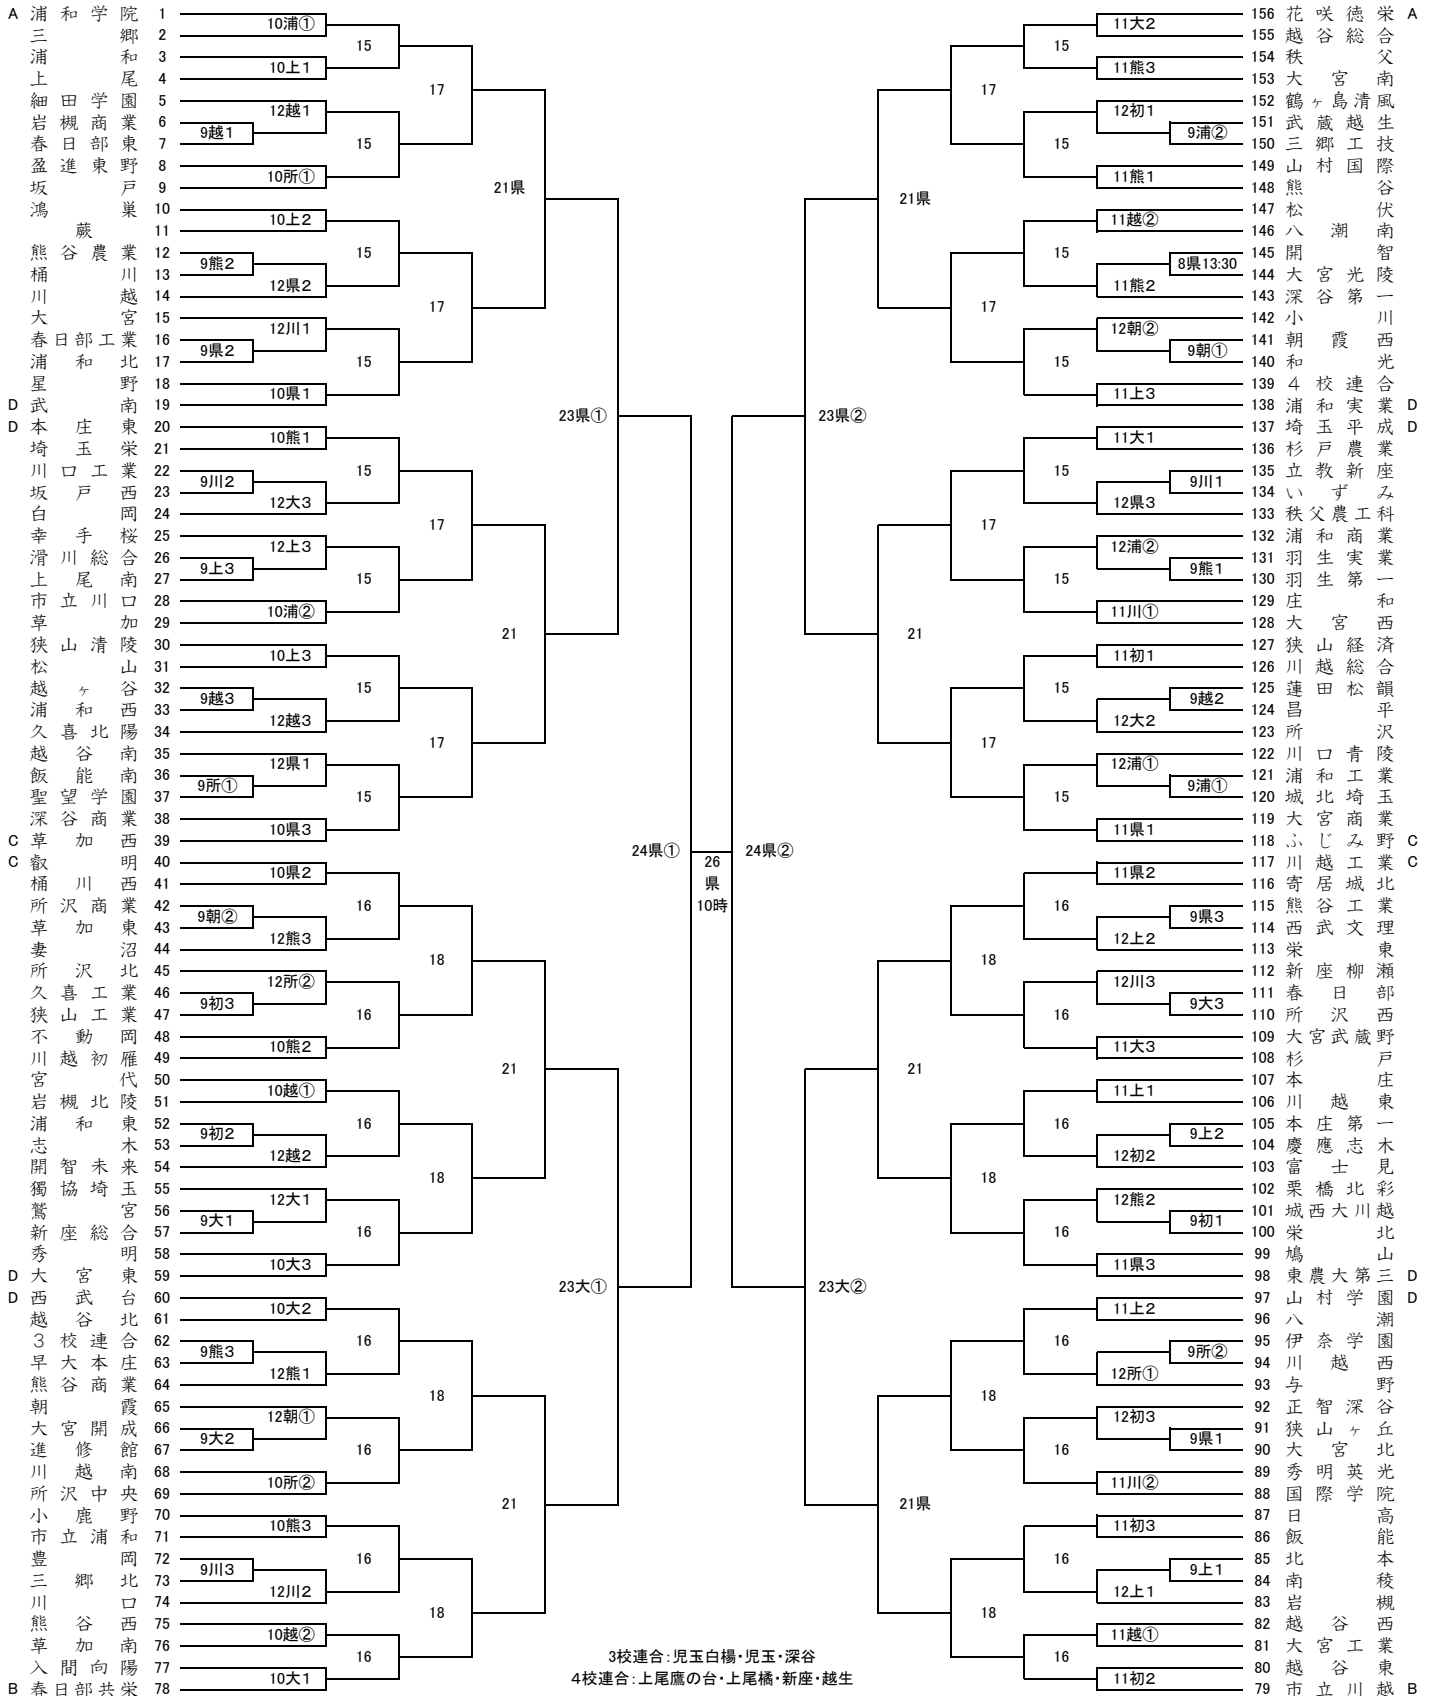 A 浦和学院 1
三郷 2
浦和 3
上尾 4
細田学園 5
岩槻商業 6
春日部東 7
盈進東野 8
坂戸 9
鴻巣 10
蕨 11
熊谷農業 12
桶川 13
川越 14
大宮 15
春日部工業 16
浦和北 17
星野 18
D 武南 19
D 本庄東 20
埼玉栄 21
川口工業 22
坂戸西 23
白岡 24
幸手桜 25
滑川総合 26
上尾南 27
市立川口 28
草加 29
狭山清陵 30
松山 31
越ヶ谷 32
浦和西 33
久喜北陽 34
越谷南 35
飯能南 36
聖望学園 37
深谷商業 38
C 草加西 39
C 叡明 40
桶川西 41
所沢商業 42
草加東 43
妻沼 44
所沢北 45
久喜工業 46
狭山工業 47
不動岡 48
川越初雁 49
宮代 50
岩槻北陵 51
浦和東 52
志木 53
開智未来 54
獨協埼玉 55
鷲宮 56
新座総合 57
秀明 58
D 大宮東 59
D 西武台 60
越谷北 61
3校連合 62
早大本庄 63
熊谷商業 64
朝霞 65
大宮開成 66
進修館 67
川越南 68
所沢中央 69
小鹿野 70
市立浦和 71
豊岡 72
三郷北 73
川口 74
熊谷西 75
草加南 76
入間向陽 77
B 春日部共栄 78
10浦①
10上1
12越1
9越1
10所①
10上2
9熊2
12県2
12川1
9県2
10県1
10熊1
9川2
12大3
12上3
9上3
10浦②
10上3
9越3
12越3
12県1
9所①
10県3
10県2
9朝②
12熊3
12所②
9初3
10熊2
10越①
9初2
12越2
12大1
9大1
10大3
10大2
9熊3
12熊1
12朝①
9大2
10所②
10熊3
9川3
12川2
10越②
10大1
15
15
15
15
15
15
15
15
16
16
16
16
16
16
16
16
17
17
17
17
18
18
18
18
21県
21
21
21
23県①
23大①
24県①
26
県
10時
24県②
23県②
23大②
21県
21
21
21県
17
17
17
17
18
18
18
18
15
15
15
15
15
15
15
15
16
16
16
16
16
16
16
16
11大2
11熊3
12初1
9浦②
11熊1
11越②
8県13:30
11熊2
12朝②
9朝①
11上3
11大1
9川1
12県3
12浦②
9熊1
11川①
11初1
9越2
12大2
12浦①
9浦①
11県1
11県2
9県3
12上2
12川3
9大3
11大3
11上1
9上2
12初2
12熊2
9初1
11県3
11上2
9所②
12所①
12初3
9県1
11川②
11初3
9上1
12上1
11越①
11初2
156 花咲徳栄 A
155 越谷総合
154 秩父
153 大宮南
152 鶴ヶ島清風
151 武蔵越生
150 三郷工技
149 山村国際
148 熊谷
147 松伏
146 八潮南
145 開智
144 大宮光陵
143 深谷第一
142 小川
141 朝霞西
140 和光
139 4校連合
138 浦和実業 D
137 埼玉平成 D
136 杉戸農業
135 立教新座
134 いずみ
133 秩父農工科
132 浦和商業
131 羽生実業
130 羽生第一
129 庄和
128 大宮西
127 狭山経済
126 川越総合
125 蓮田松韻
124 昌平
123 所沢
122 川口青陵
121 浦和工業
120 城北埼玉
119 大宮商業
118 ふじみ野 C
117 川越工業 C
116 寄居城北
115 熊谷工業
114 西武文理
113 栄東
112 新座柳瀬
111 春日部
110 所沢西
109 大宮武蔵野
108 杉戸
107 本庄
106 川越東
105 本庄第一
104 慶應志木
103 富士見
102 栗橋北彩
101 城西大川越
100 栄北
99 鳩山
98 東農大第三 D
97 山村学園 D
96 八潮
95 伊奈学園
94 川越西
93 与野
92 正智深谷
91 狭山ヶ丘
90 大宮北
89 秀明英光
88 国際学院
87 日高
86 飯能
85 北本
84 南稜
83 岩槻
82 越谷西
81 大宮工業
80 越谷東
79 市立川越 B
3校連合：児玉白楊・児玉・深谷
4校連合：上尾鷹の台・上尾橘・新座・越生